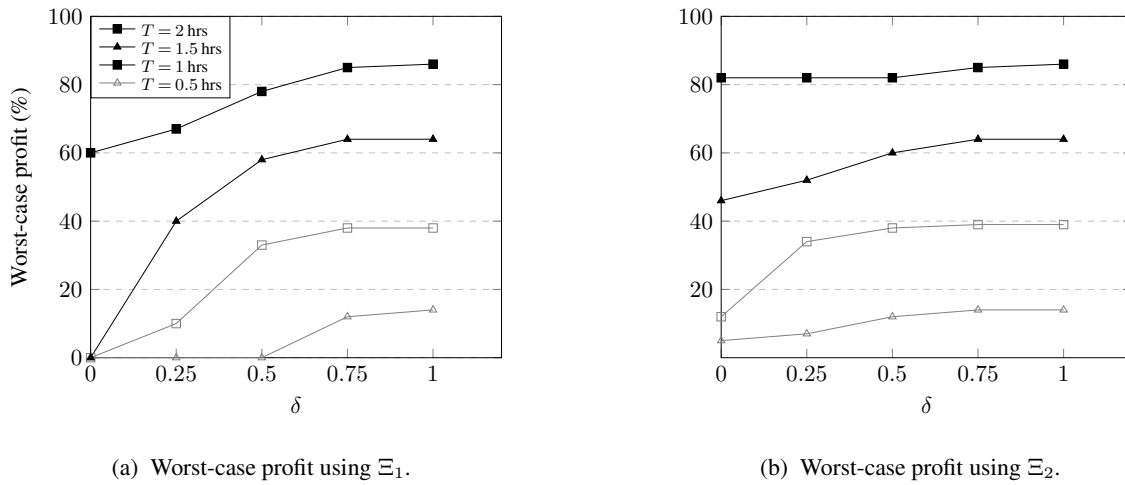 100
80
60
40
20
0
Worst-case profit (%)
T = 2 hrs
T = 1.5 hrs
T = 1 hrs
T = 0.5 hrs
0 0.25 0.5 0.75 1
δ
(a) Worst-case profit using Ξ₁.
100
80
60
40
20
0
0 0.25 0.5 0.75 1
δ
(b) Worst-case profit using Ξ₂.